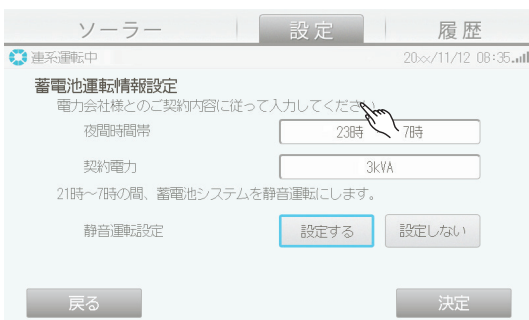 ソーラー 設定 履歴
連系運転中 20××/11/12 08:35
蓄電池運転情報設定
電力会社様とのご契約内容に従って入力してください
夜間時間帯 23時 7時
契約電力 3kVA
21時〜7時の間、蓄電池システムを静音運転にします。
静音運転設定 設定する 設定しない
戻る 決定